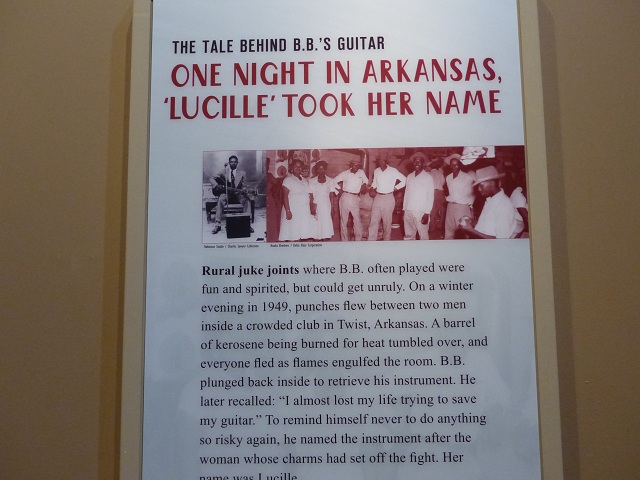 THE TALE BEHIND B.B.'S GUITAR
ONE NIGHT IN ARKANSAS,
'LUCILLE' TOOK HER NAME
Rural juke joints where B.B. often played were
fun and spirited, but could get unruly. On a winter
evening in 1949, punches flew between two men
inside a crowded club in Twist, Arkansas. A barrel
of kerosene being burned for heat tumbled over, and
everyone fled as flames engulfed the room. B.B.
plunged back inside to retrieve his instrument. He
later recalled: “I almost lost my life trying to save
my guitar.” To remind himself never to do anything
so risky again, he named the instrument after the
woman whose charms had set off the fight. Her
name was Lucille.